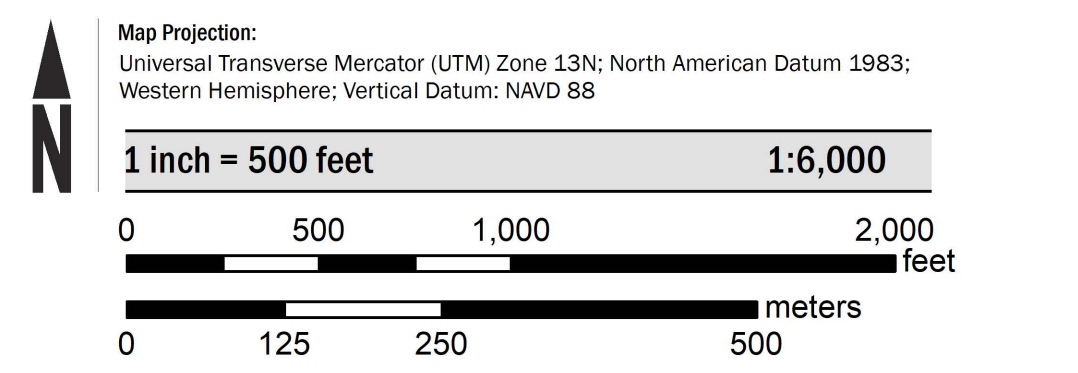 N
Map Projection:
Universal Transverse Mercator (UTM) Zone 13N; North American Datum 1983;
Western Hemisphere; Vertical Datum: NAVD 88
1 inch = 500 feet 1:6,000
0 500 1,000 2,000
feet
meters
0 125 250 500